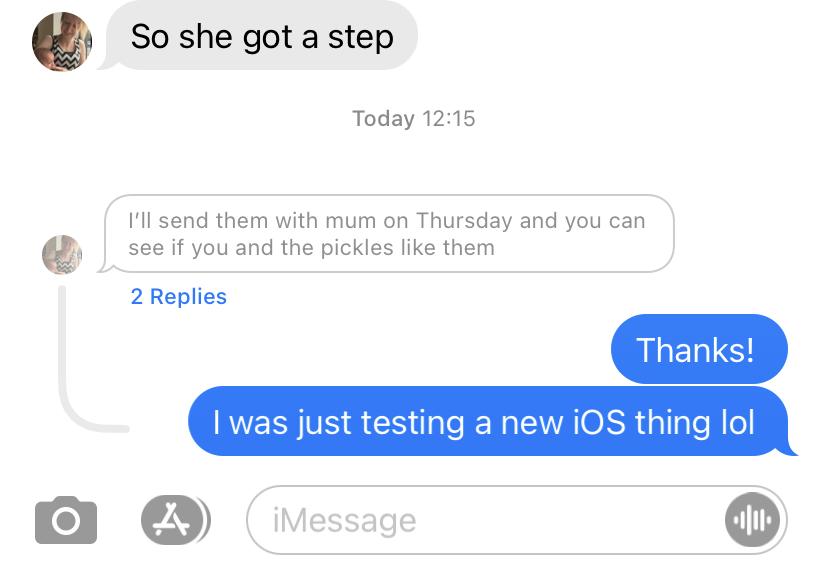 So she got a step
Today 12:15
I'll send them with mum on Thursday and you can
see if you and the pickles like them
2 Replies
Thanks!
I was just testing a new iOS thing lol
iMessage